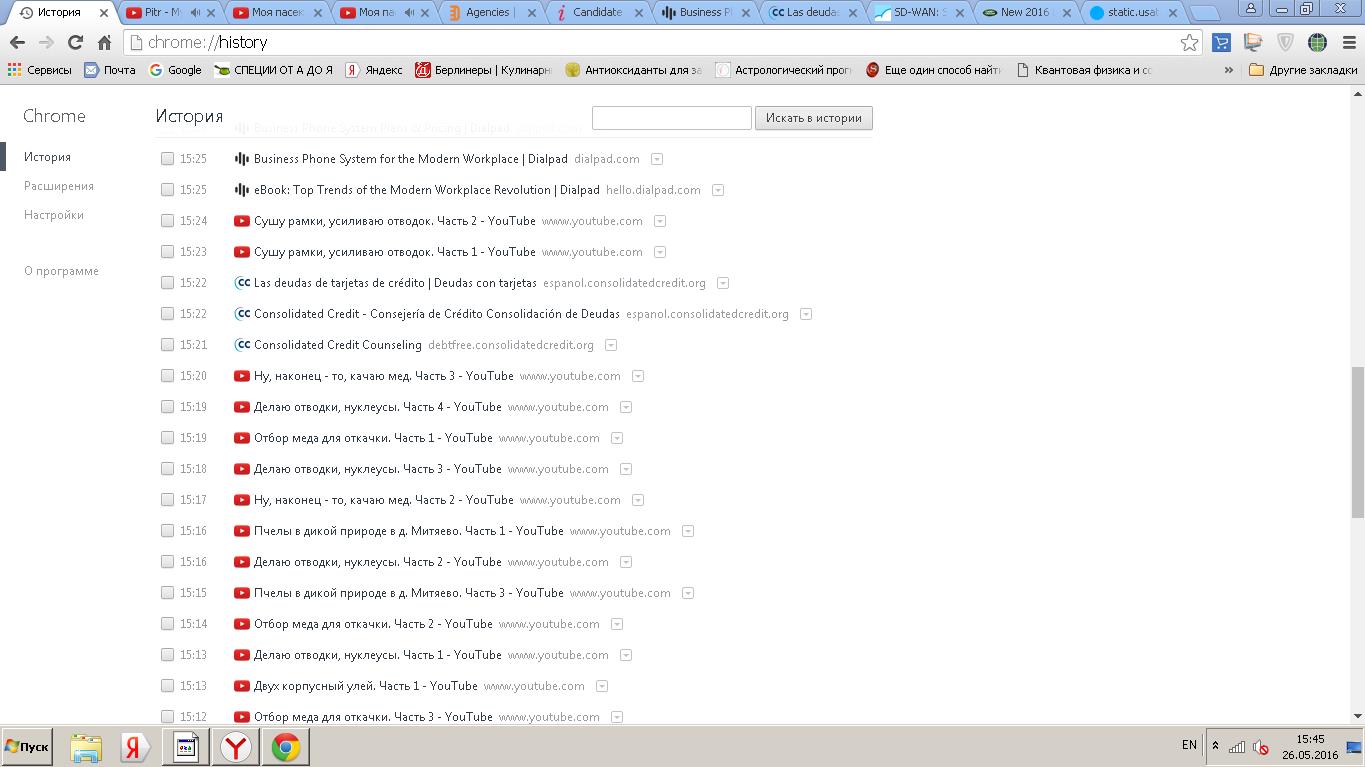 История Pitr - M Моя пасек Моя па Agencies | Candidate Business P Las deuda SD-WAN: S New 2016 static.usa
chrome://history
Сервисы Почта Google СПЕЦИИ ОТ А ДО Я Яндекс Берлинеры | Кулинарн Антиоксиданты для за Астрологический прог Еще один способ найт Квантовая физика и со » Другие закладки
Chrome История Искать в истории
Business Phone System Plans & Pricing | Dialpad dialpad.com
История 15:25 Business Phone System for the Modern Workplace | Dialpad dialpad.com
Расширения 15:25 eBook: Top Trends of the Modern Workplace Revolution | Dialpad hello.dialpad.com
Настройки 15:24 Сушу рамки, усиливаю отводок. Часть 2 - YouTube www.youtube.com
15:23 Сушу рамки, усиливаю отводок. Часть 1 - YouTube www.youtube.com
О программе
15:22 Las deudas de tarjetas de crédito | Deudas con tarjetas espanol.consolidatedcredit.org
15:22 Consolidated Credit - Consejería de Crédito Consolidación de Deudas espanol.consolidatedcredit.org
15:21 Consolidated Credit Counseling debtfree.consolidatedcredit.org
15:20 Ну, наконец - то, качаю мед. Часть 3 - YouTube www.youtube.com
15:19 Делаю отводки, нуклеусы. Часть 4 - YouTube www.youtube.com
15:19 Отбор меда для откачки. Часть 1 - YouTube www.youtube.com
15:18 Делаю отводки, нуклеусы. Часть 3 - YouTube www.youtube.com
15:17 Ну, наконец - то, качаю мед. Часть 2 - YouTube www.youtube.com
15:16 Пчелы в дикой природе в д. Митяево. Часть 1 - YouTube www.youtube.com
15:16 Делаю отводки, нуклеусы. Часть 2 - YouTube www.youtube.com
15:15 Пчелы в дикой природе в д. Митяево. Часть 3 - YouTube www.youtube.com
15:14 Отбор меда для откачки. Часть 2 - YouTube www.youtube.com
15:13 Делаю отводки, нуклеусы. Часть 1 - YouTube www.youtube.com
15:13 Двух корпусный улей. Часть 1 - YouTube www.youtube.com
15:12 Отбор меда для откачки. Часть 3 - YouTube www.youtube.com
Пуск EN 15:45
26.05.2016